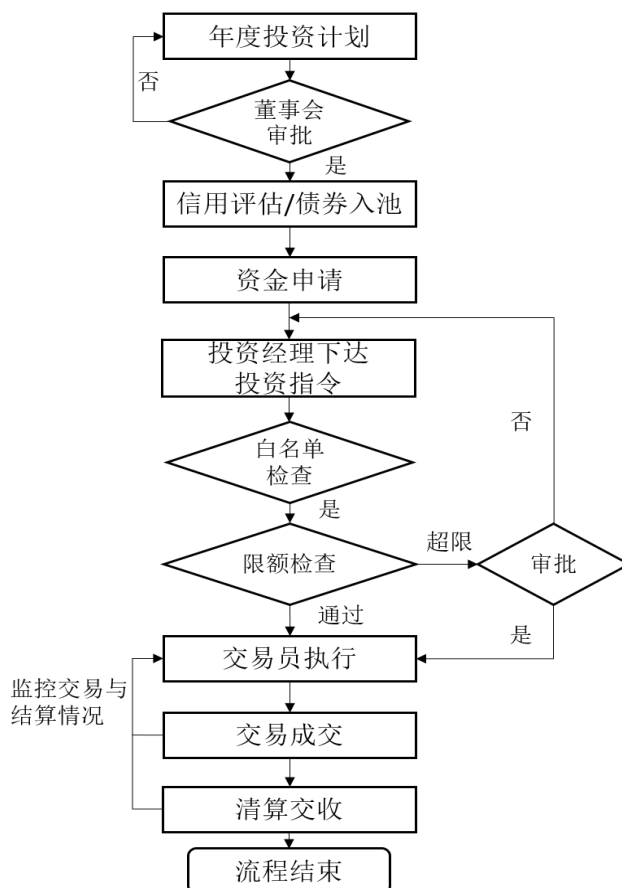 年度投资计划
否
董事会
审批
是
信用评估/债券入池
资金申请
投资经理下达
投资指令
否
白名单
检查
是
超限
限额检查
审批
通过
是
交易员执行
监控交易与
结算情况
交易成交
清算交收
流程结束